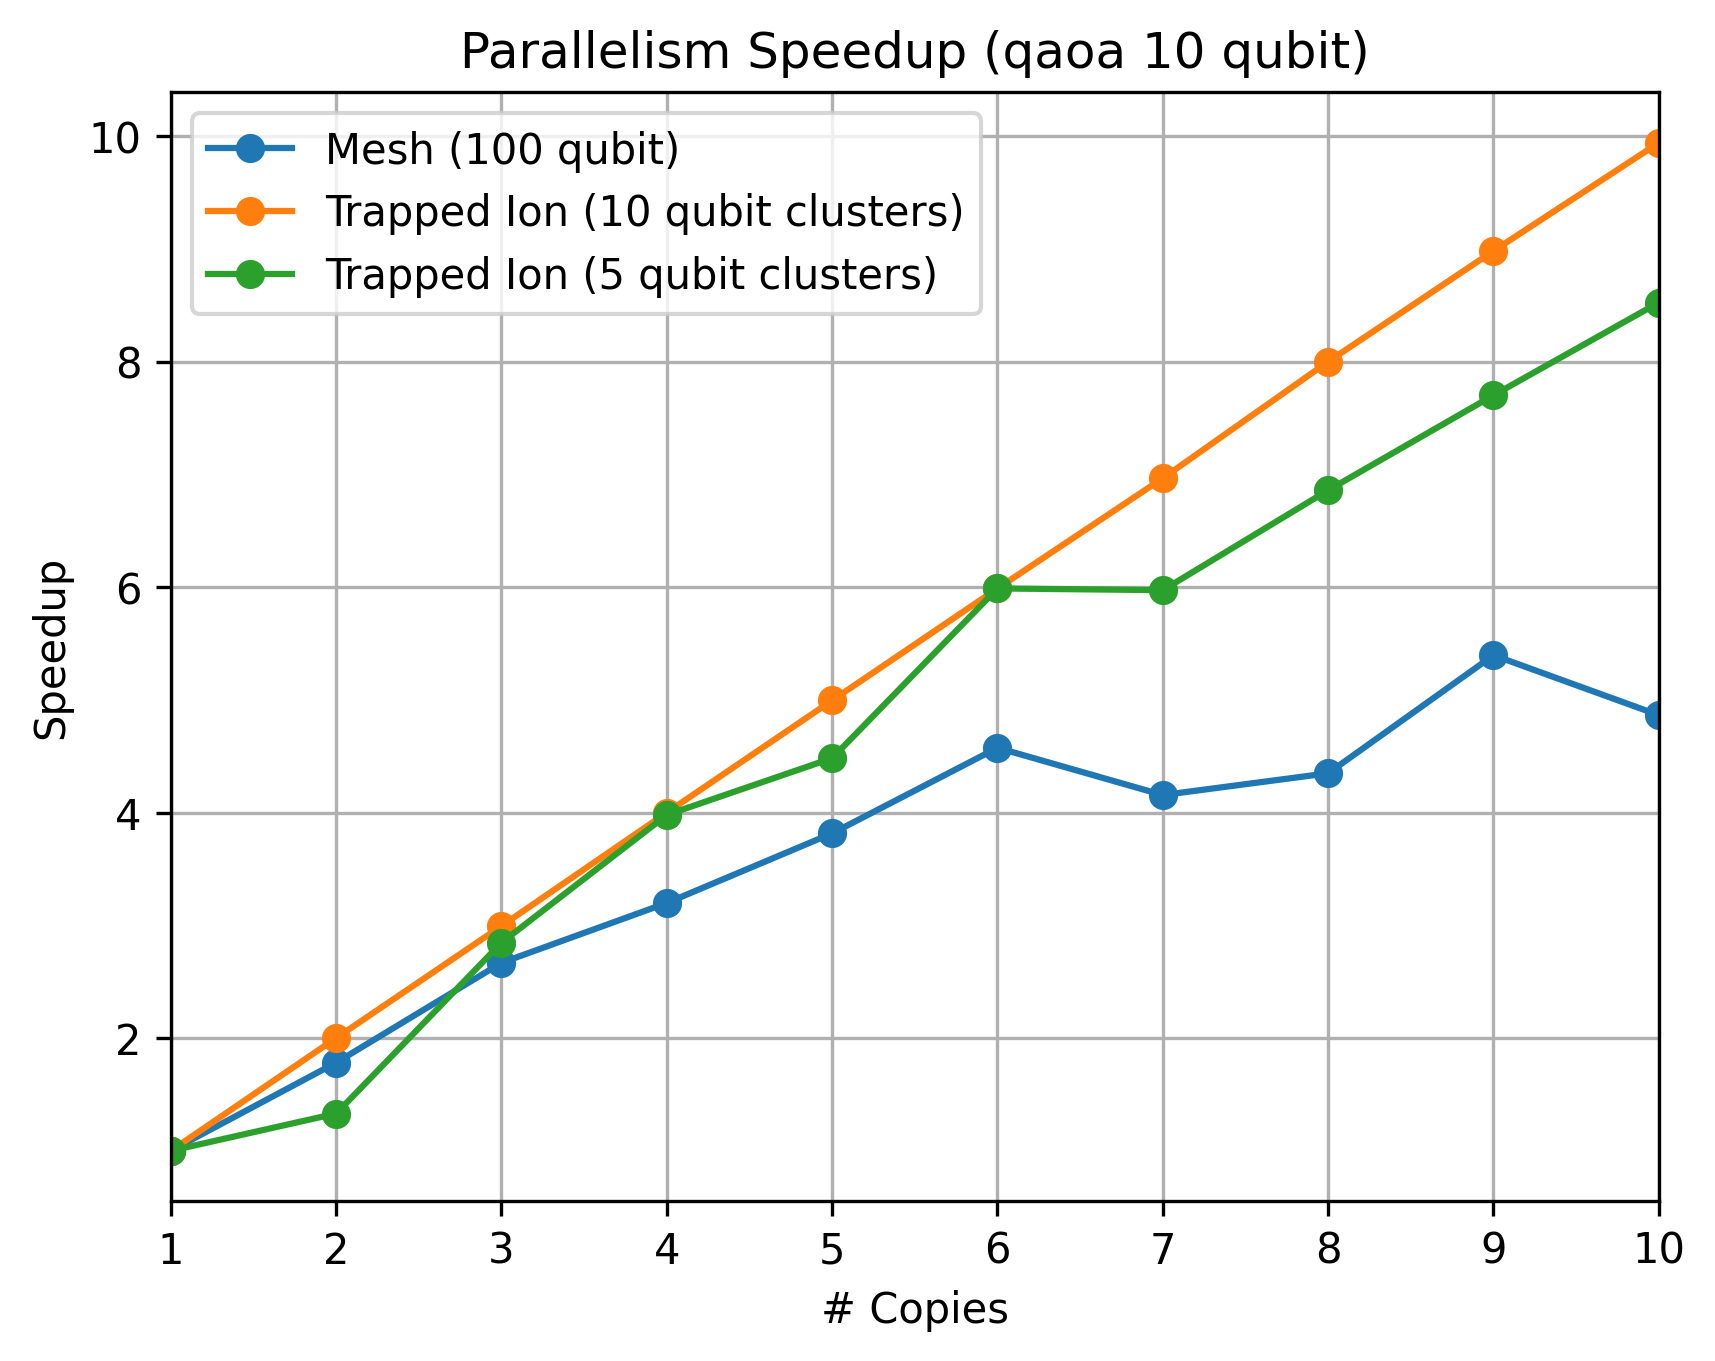 Parallelism Speedup (qaoa 10 qubit)
Mesh (100 qubit)
Trapped Ion (10 qubit clusters)
Trapped Ion (5 qubit clusters)
10
8
6
4
2
Speedup
1 2 3 4 5 6 7 8 9 10
# Copies